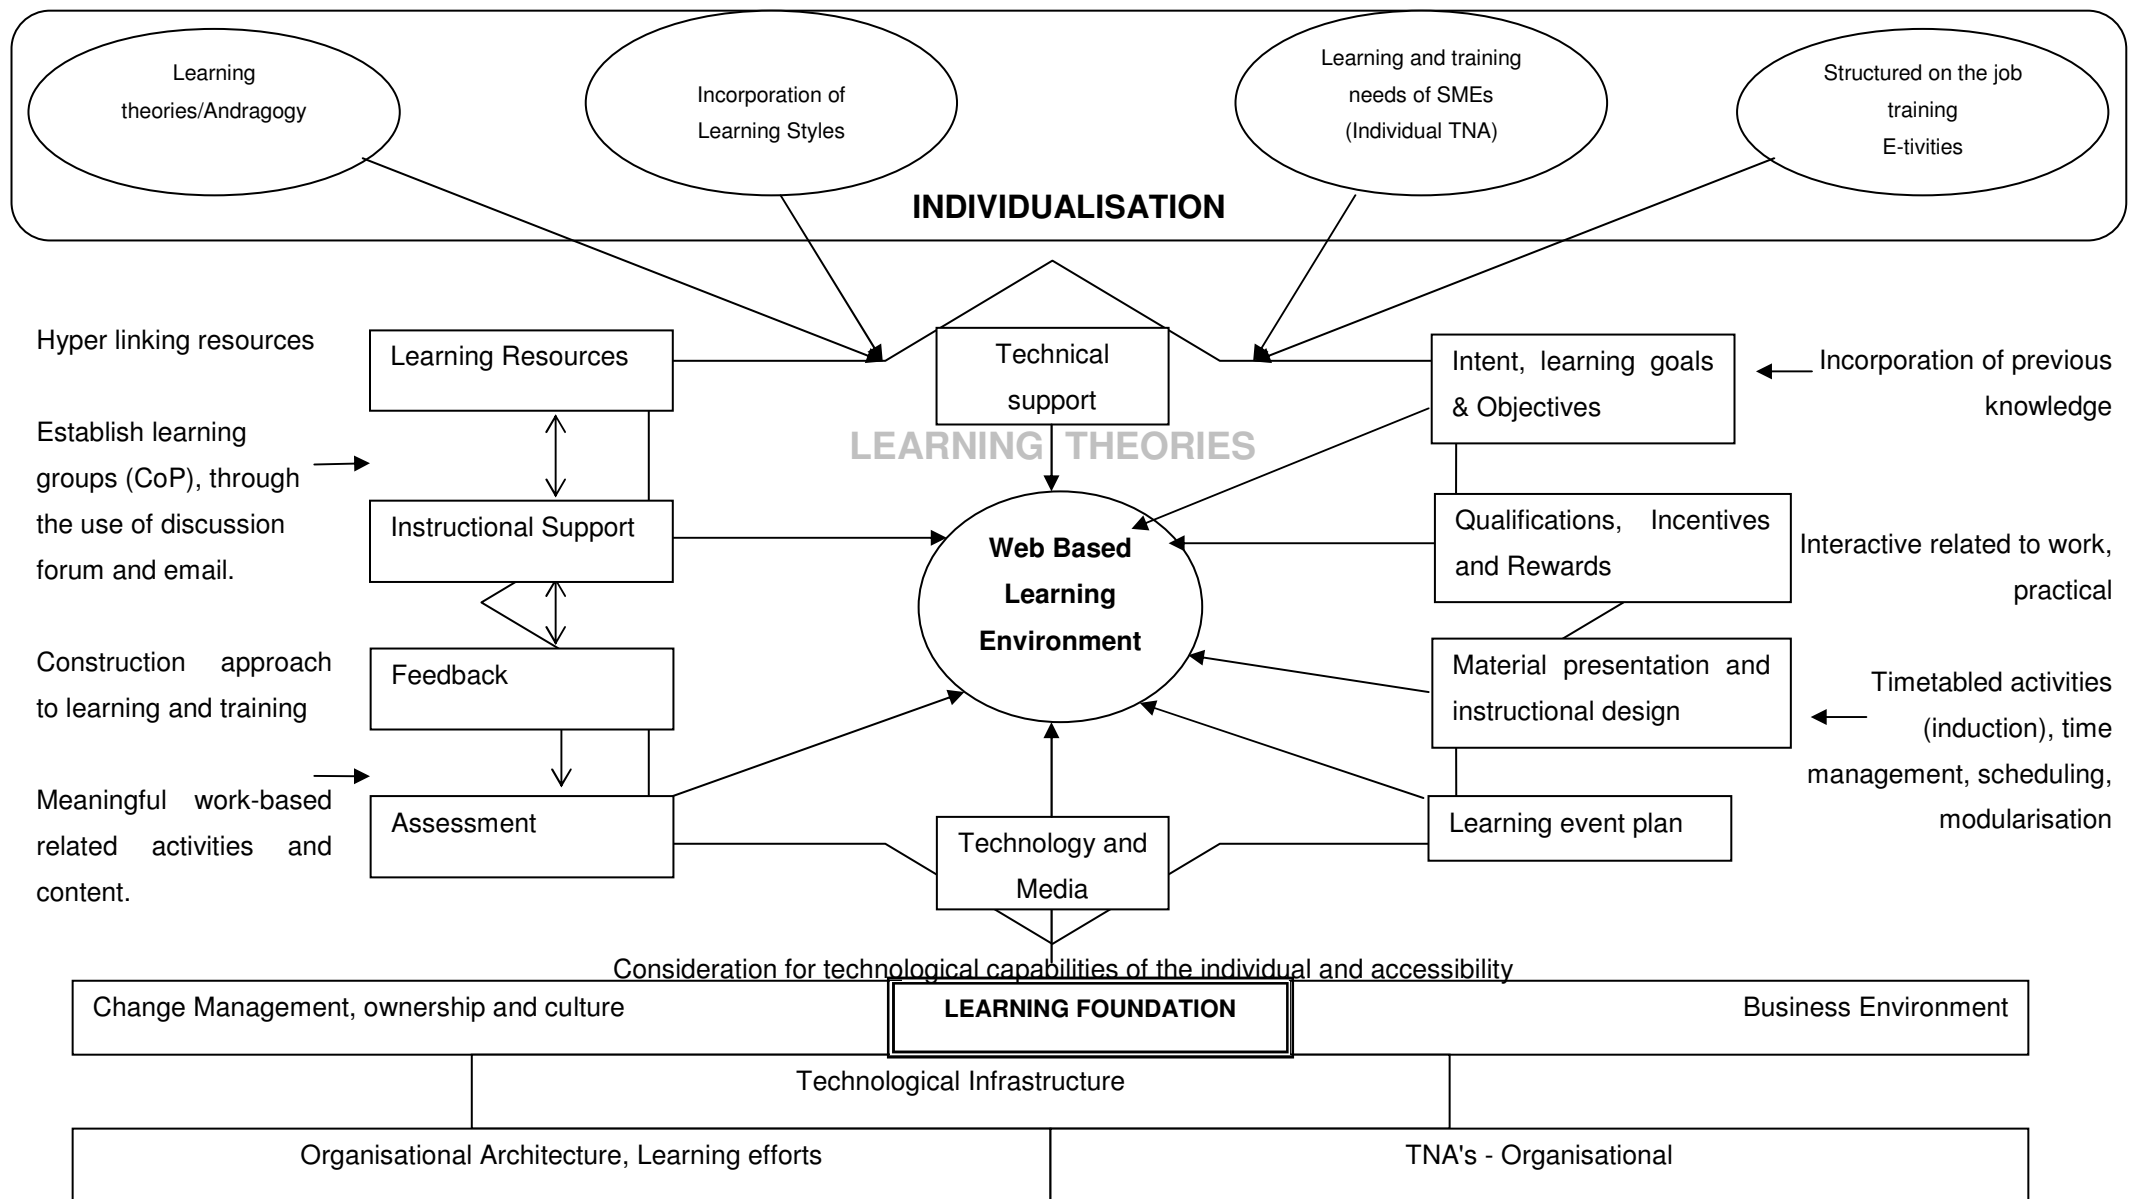 Learning
theories/Andragogy
Incorporation of
Learning Styles
Learning and training
needs of SMEs
(Individual TNA)
Structured on the job
training
E-tivities
INDIVIDUALISATION
Hyper linking resources
Establish learning
groups (CoP), through
the use of discussion
forum and email.
Construction approach
to learning and training
Meaningful work-based
related activities and
content.
Learning Resources
Instructional Support
Feedback
Assessment
Technical
support
LEARNING THEORIES
Web Based
Learning
Environment
Technology and
Media
Intent, learning goals
& Objectives
Qualifications, Incentives
and Rewards
Material presentation and
instructional design
Learning event plan
Incorporation of previous
knowledge
Interactive related to work,
practical
Timetabled activities
(induction), time
management, scheduling,
modularisation
Consideration for technological capabilities of the individual and accessibility
Change Management, ownership and culture
LEARNING FOUNDATION
Business Environment
Technological Infrastructure
Organisational Architecture, Learning efforts
TNA's - Organisational